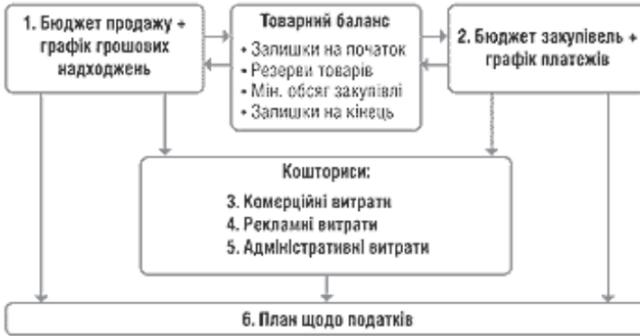 1. Бюджет продажу +
графік грошових
надходжень
Товарний баланс
• Залишки на початок
• Резерви товарів
• Мін. обсяг закупівлі
• Залишки на кінець
2. Бюджет закупівель +
графік платежів
Кошториси:
3. Комерційні витрати
4. Рекламні витрати
5. Адміністративні витрати
6. План щодо податків